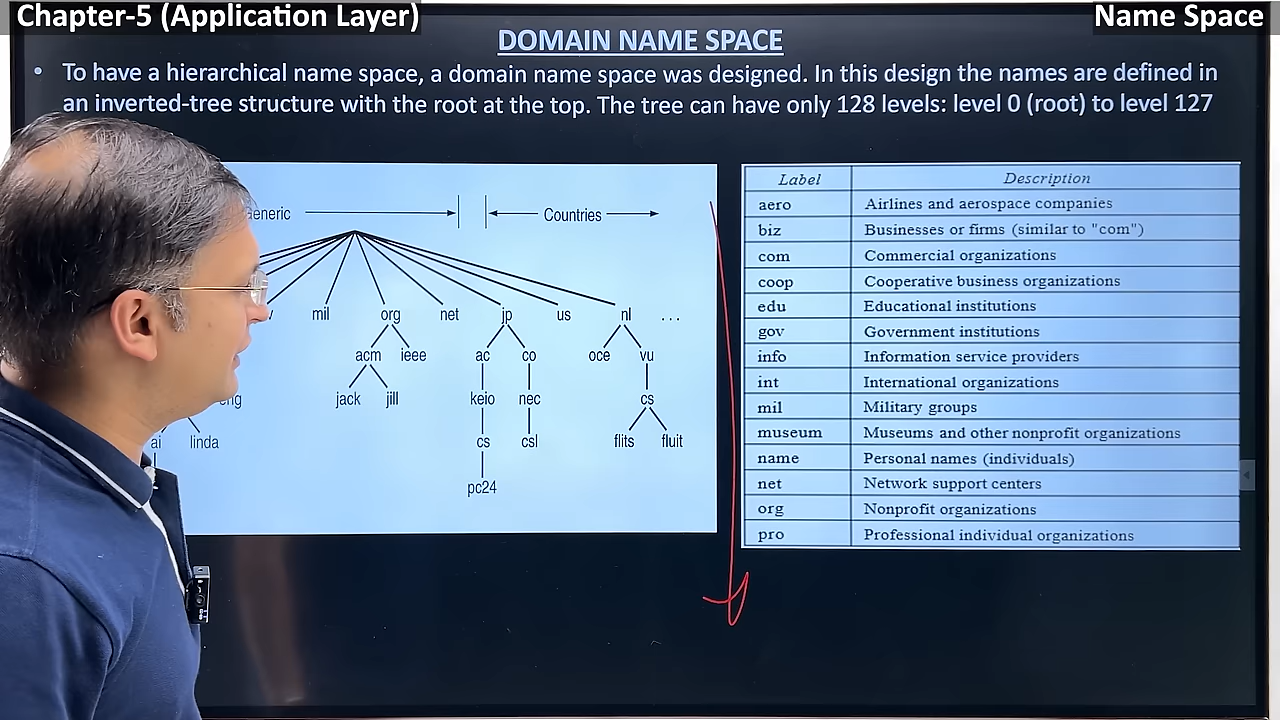 Chapter-5 (Application Layer)
Name Space
DOMAIN NAME SPACE
• To have a hierarchical name space, a domain name space was designed. In this design the names are defined in
an inverted-tree structure with the root at the top. The tree can have only 128 levels: level 0 (root) to level 127
Countries
mil org net jp us nl ...
acm ieee ac co oce vu
jack jill keio nec cs
ai linda cs csl flits fluit
pc24
Label Description
aero Airlines and aerospace companies
biz Businesses or firms (similar to "com")
com Commercial organizations
coop Cooperative business organizations
edu Educational institutions
gov Government institutions
info Information service providers
int International organizations
mil Military groups
museum Museums and other nonprofit organizations
name Personal names (individuals)
net Network support centers
org Nonprofit organizations
pro Professional individual organizations